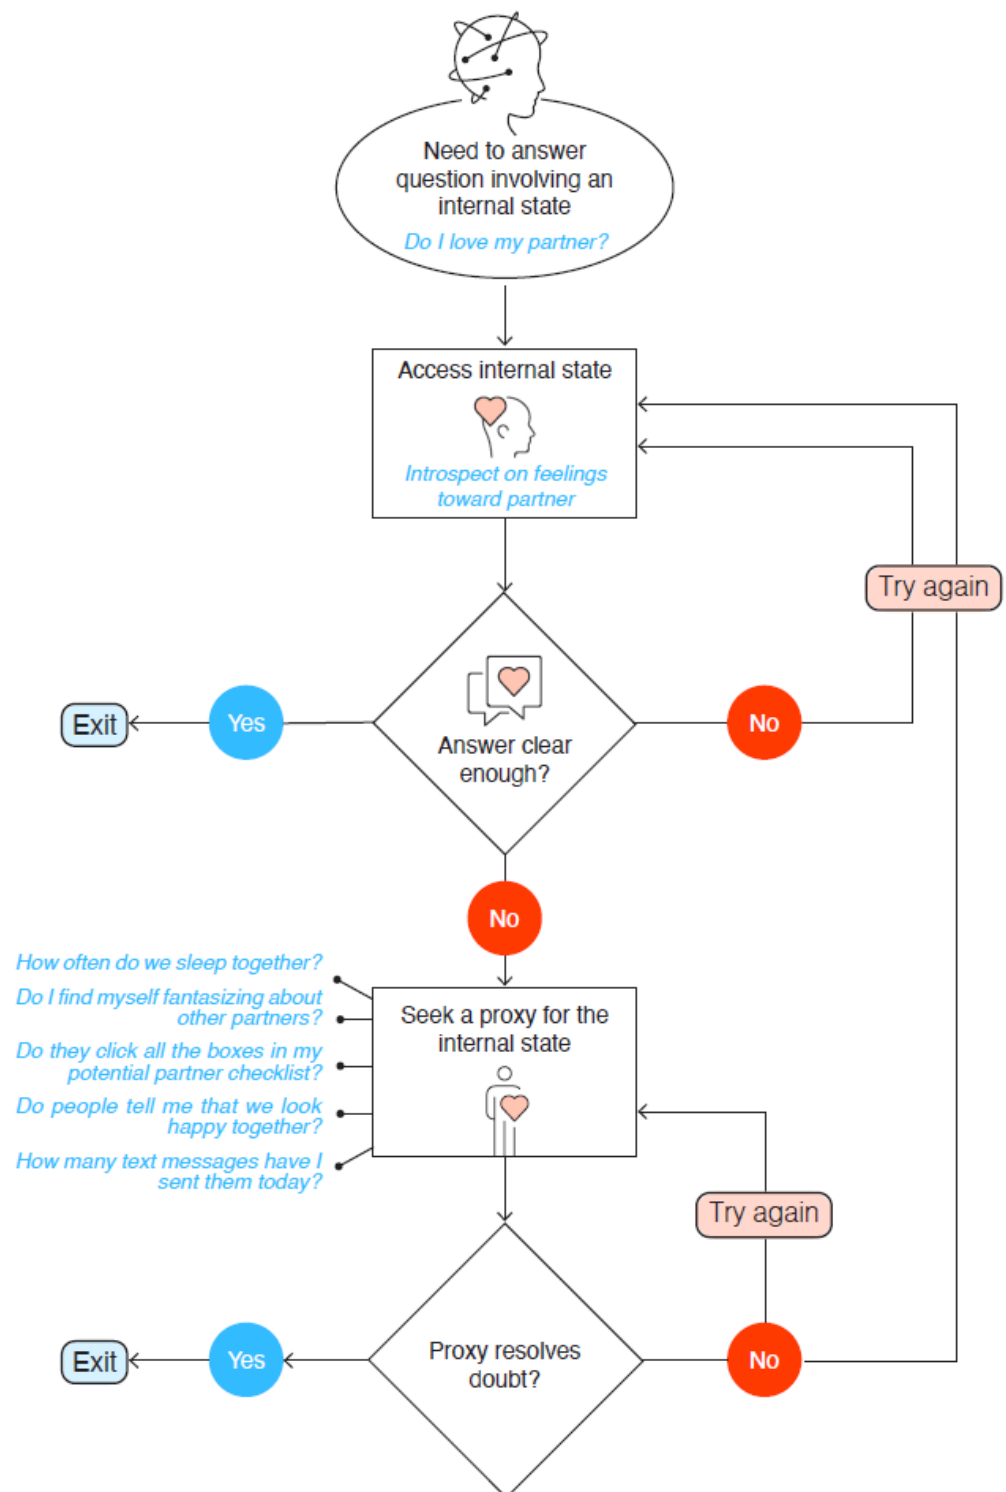 Need to answer
question involving an
internal state
Do I love my partner?
Access internal state
Introspect on feelings
toward partner
Try again
Exit
Yes
Answer clear
enough?
No
No
How often do we sleep together?
Do I find myself fantasizing about
other partners?
Do they click all the boxes in my
potential partner checklist?
Do people tell me that we look
happy together?
How many text messages have I
sent them today?
Seek a proxy for the
internal state
Try again
Exit
Yes
Proxy resolves
doubt?
No